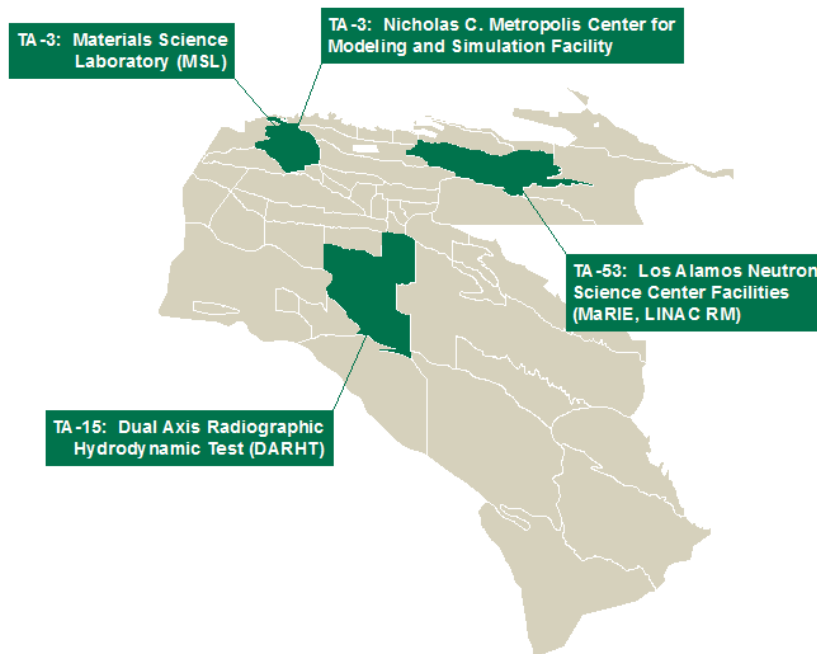 TA-3: Materials Science
Laboratory (MSL)
TA-3: Nicholas C. Metropolis Center for
Modeling and Simulation Facility
TA-53: Los Alamos Neutron
Science Center Facilities
(MaRIE, LINAC RM)
TA-15: Dual Axis Radiographic
Hydrodynamic Test (DARHT)